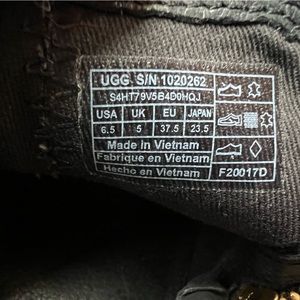 UGG S/N 1020262
S4HT79V5B4D0HQJ
USA UK EU JAPAN
6.5 5 37.5 23.5
Made in Vietnam
Fabrique en Vietnam
Hecho en Vietnam
F20017D